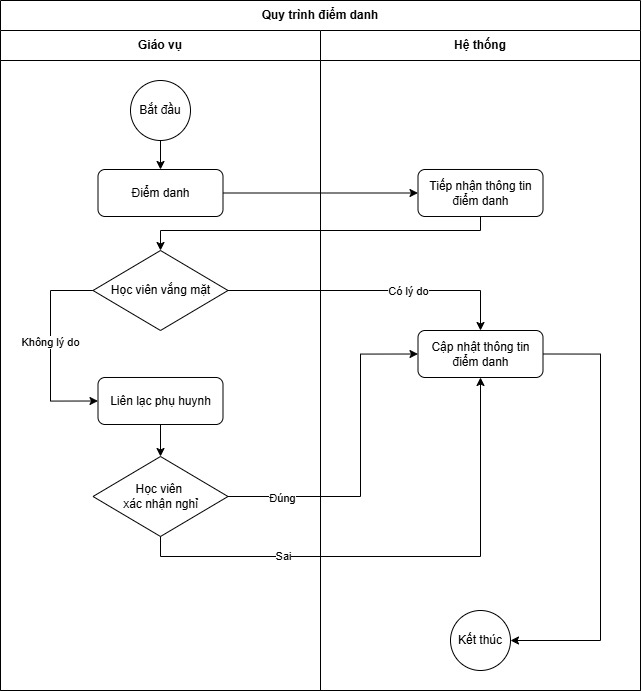 Quy trình điểm danh
Giáo vụ
Hệ thống
Bắt đầu
Điểm danh
Tiếp nhận thông tin
điểm danh
Học viên vắng mặt
Có lý do
Không lý do
Cập nhật thông tin
điểm danh
Liên lạc phụ huynh
Học viên
xác nhận nghỉ
Đúng
Sai
Kết thúc